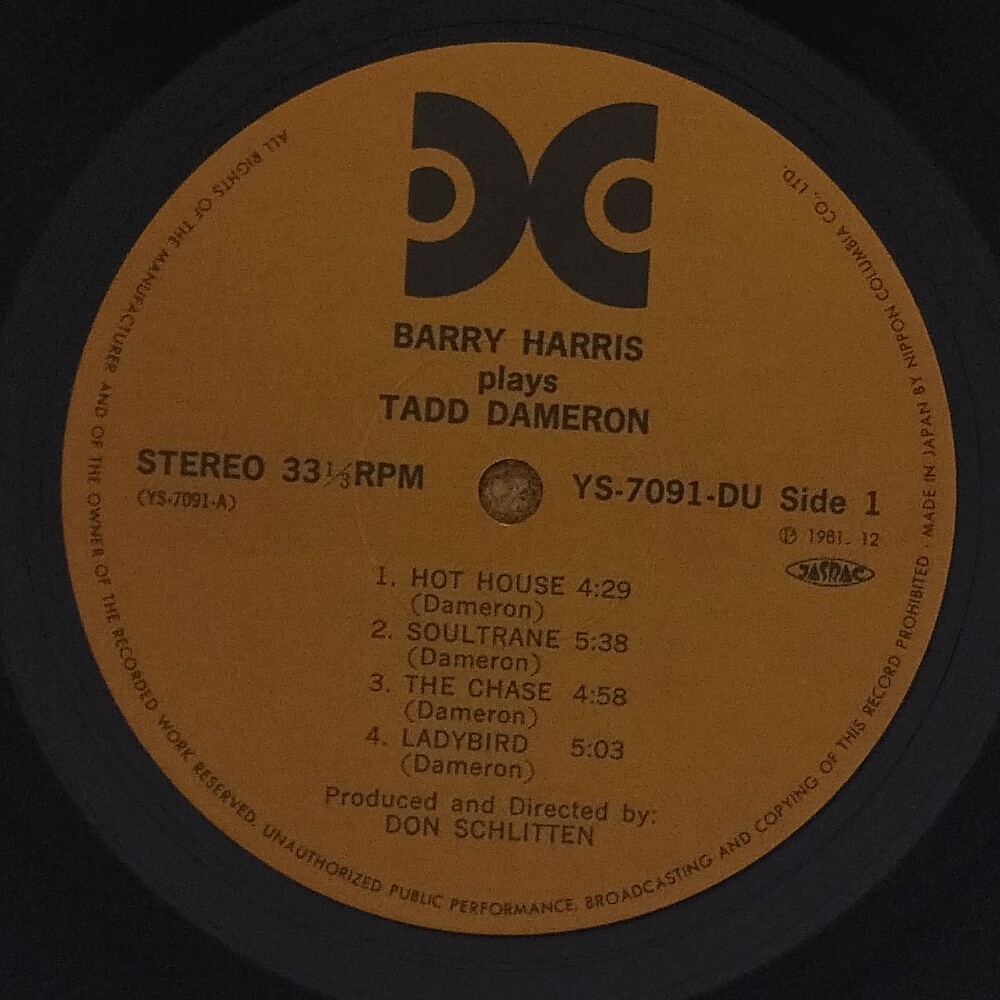 BARRY HARRIS
plays
TADD DAMERON
STEREO 33⅓ RPM
(YS-7091-A)
YS-7091-DU Side 1
Ⓟ 1981. 12
JASRAC
1. HOT HOUSE 4:29
(Dameron)
2. SOULTRANE 5:38
(Dameron)
3. THE CHASE 4:58
(Dameron)
4. LADYBIRD 5:03
(Dameron)
Produced and Directed by:
DON SCHLITTEN
ALL RIGHTS OF THE MANUFACTURER AND OF THE OWNER OF THE RECORDED WORK RESERVED. UNAUTHORIZED PUBLIC PERFORMANCE, BROADCASTING AND COPYING OF THIS RECORD PROHIBITED · MADE IN JAPAN BY NIPPON COLUMBIA CO., LTD.